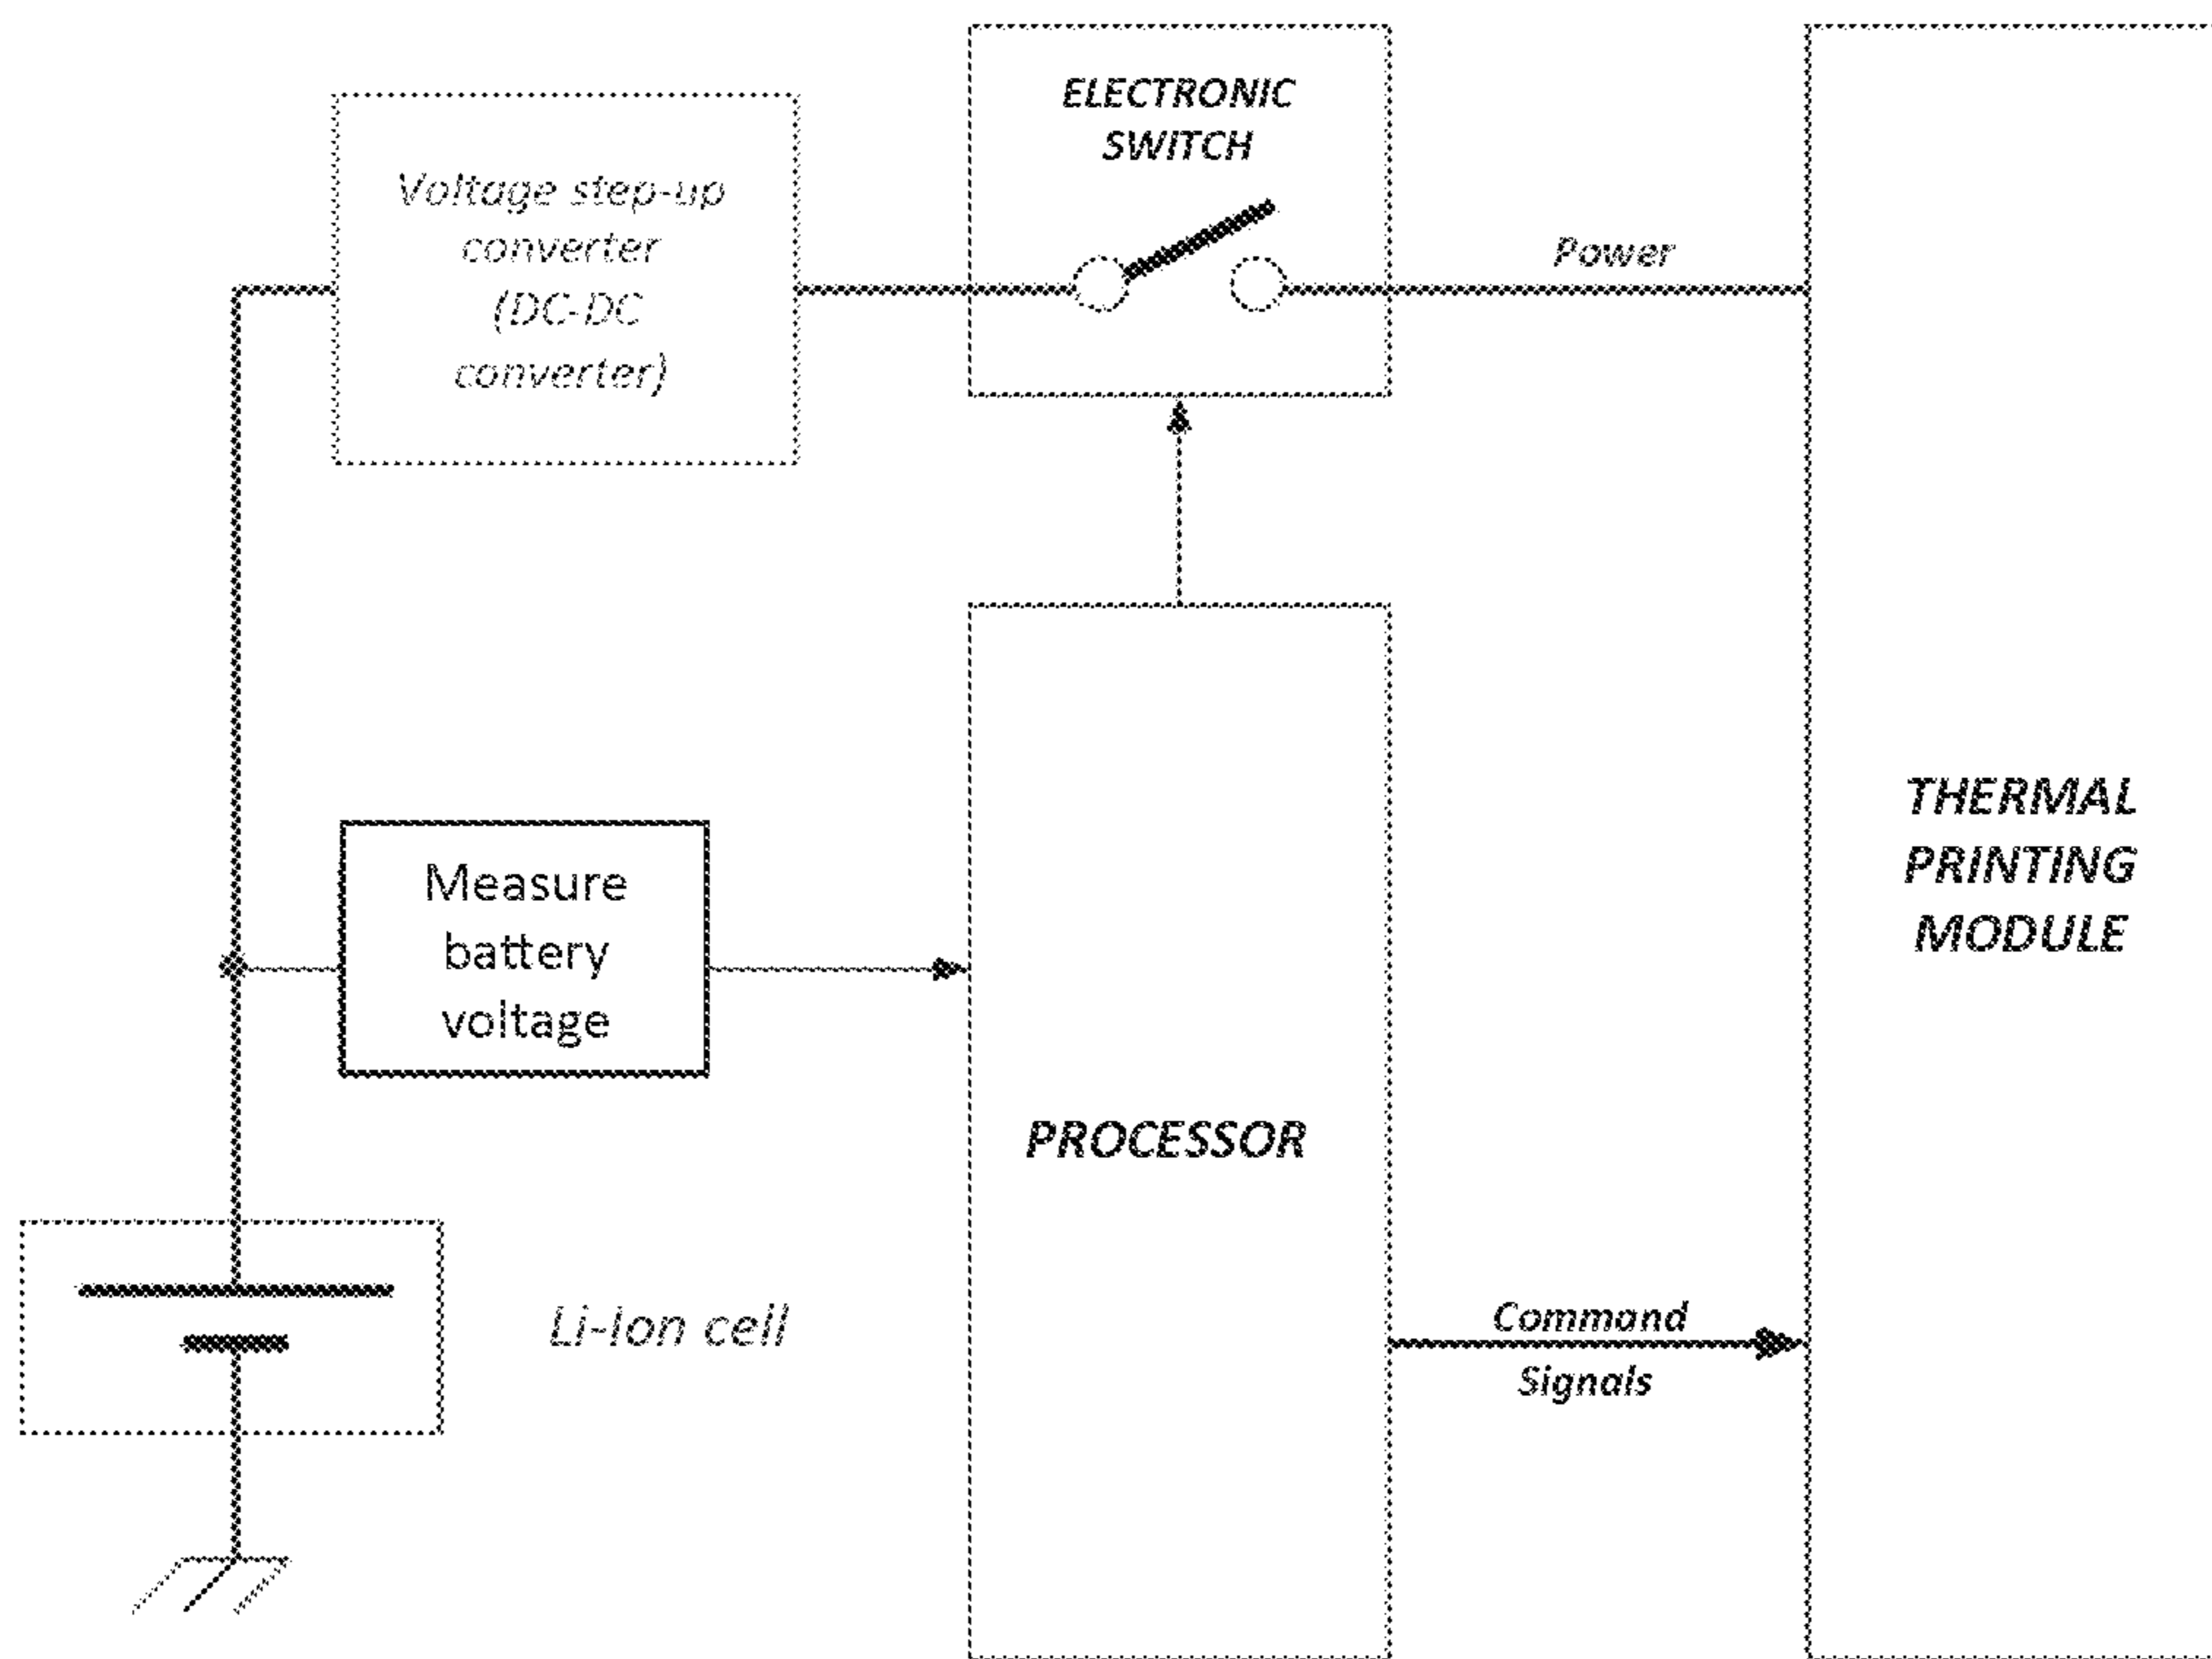 ELECTRONIC
SWITCH
Voltage step-up
converter
(DC-DC
converter)
Power
Measure
battery
voltage
THERMAL
PRINTING
MODULE
PROCESSOR
Li-Ion cell
Command
Signals